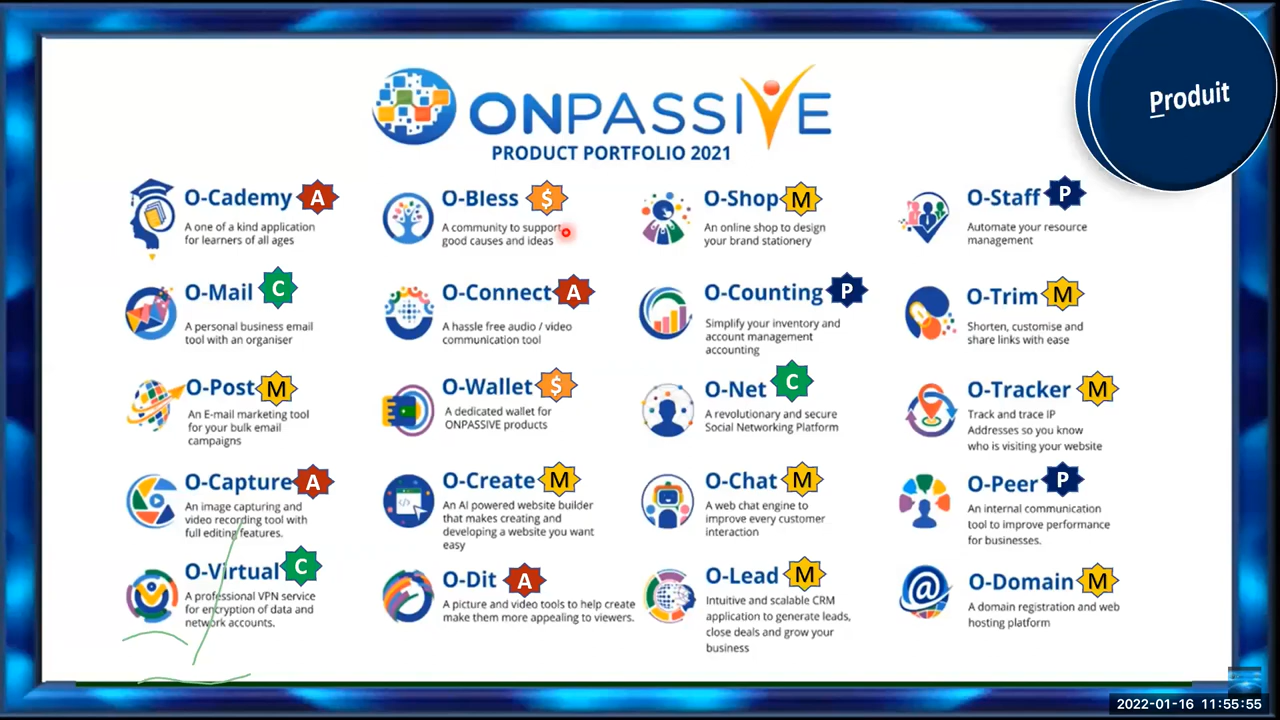 Produit
ONPASSIVE
PRODUCT PORTFOLIO 2021
O-Cademy A
A one of a kind application
for learners of all ages
O-Bless $
A community to support
good causes and ideas
O-Shop M
An online shop to design
your brand stationery
O-Staff P
Automate your resource
management
O-Mail C
A personal business email
tool with an organiser
O-Connect A
A hassle free audio / video
communication tool
O-Counting P
Simplify your inventory and
account management
accounting
O-Trim M
Shorten, customise and
share links with ease
O-Post M
An E-mail marketing tool
for your bulk email
campaigns
O-Wallet $
A dedicated wallet for
ONPASSIVE products
O-Net C
A revolutionary and secure
Social Networking Platform
O-Tracker M
Track and trace IP
Addresses so you know
who is visiting your website
O-Capture A
An image capturing and
video recording tool with
full editing features.
O-Create M
An AI powered website builder
that makes creating and
developing a website you want
easy
O-Chat M
A web chat engine to
improve every customer
interaction
O-Peer P
An internal communication
tool to improve performance
for businesses.
O-Virtual C
A professional VPN service
for encryption of data and
network accounts.
O-Dit A
A picture and video tools to help create
make them more appealing to viewers.
O-Lead M
Intuitive and scalable CRM
application to generate leads,
close deals and grow your
business
O-Domain M
A domain registration and web
hosting platform
2022-01-16 11:55:55